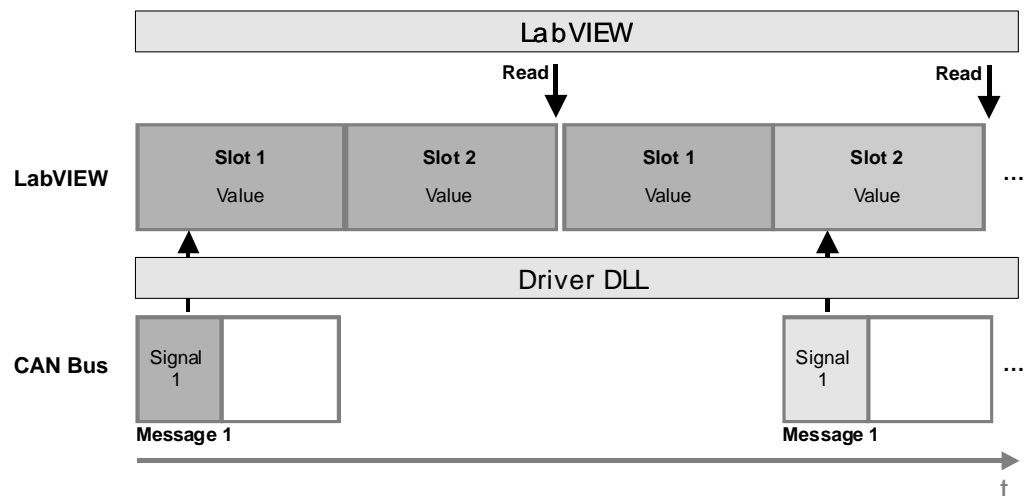 LabVIEW
Read
Read
LabVIEW
Slot 1
Value
Slot 2
Value
Slot 1
Value
Slot 2
Value
...
Driver DLL
CAN Bus
Signal
1
Signal
1
...
Message 1
Message 1
t